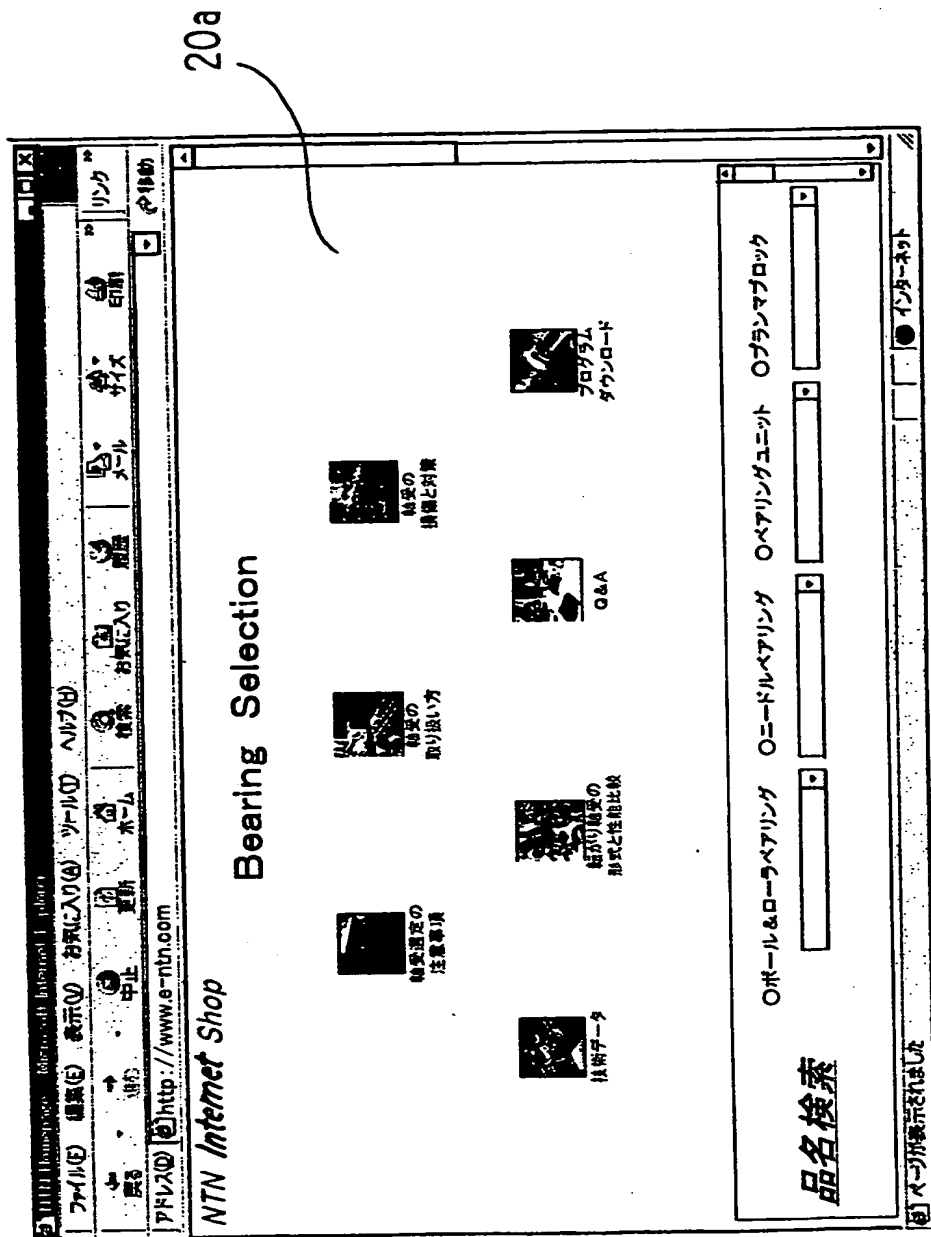 20a
ファイル(F) 編集(E) 表示(V) お気に入り(A) ツール(T) ヘルプ(H)
戻る 進む 中止 更新 ホーム 検索 お気に入り 履歴 メール サイズ 印刷 » リンク »
アドレス(D) http://www.e-ntn.com 移動
NTN Internet Shop
Bearing Selection
軸受選定の
注意事項
軸受の
取り扱い方
軸受の
損傷と対策
技術データ
転がり軸受の
形式と性能比較
Q&A
プログラム
ダウンロード
品名検索
○ボール&ローラベアリング ○ニードルベアリング ○ベアリングユニット ○プランマブロック
ページが表示されました インターネット